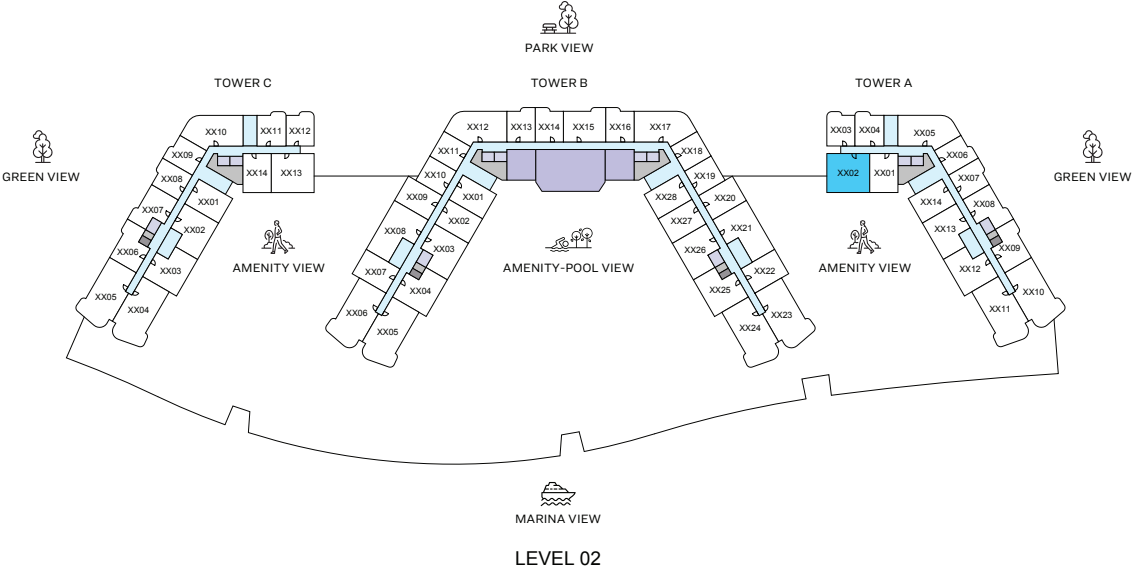 PARK VIEW
TOWER C
TOWER B
TOWER A
GREEN VIEW
GREEN VIEW
XX10
XX11
XX12
XX09
XX08
XX14
XX13
XX07
XX01
XX02
XX06
XX03
XX05
XX04
XX12
XX13
XX14
XX15
XX16
XX17
XX11
XX18
XX10
XX19
XX09
XX01
XX28
XX20
XX02
XX27
XX08
XX21
XX03
XX26
XX07
XX22
XX04
XX25
XX06
XX23
XX05
XX24
XX03
XX04
XX05
XX02
XX01
XX06
XX07
XX14
XX08
XX13
XX09
XX12
XX10
XX11
AMENITY VIEW
AMENITY-POOL VIEW
AMENITY VIEW
MARINA VIEW
LEVEL 02